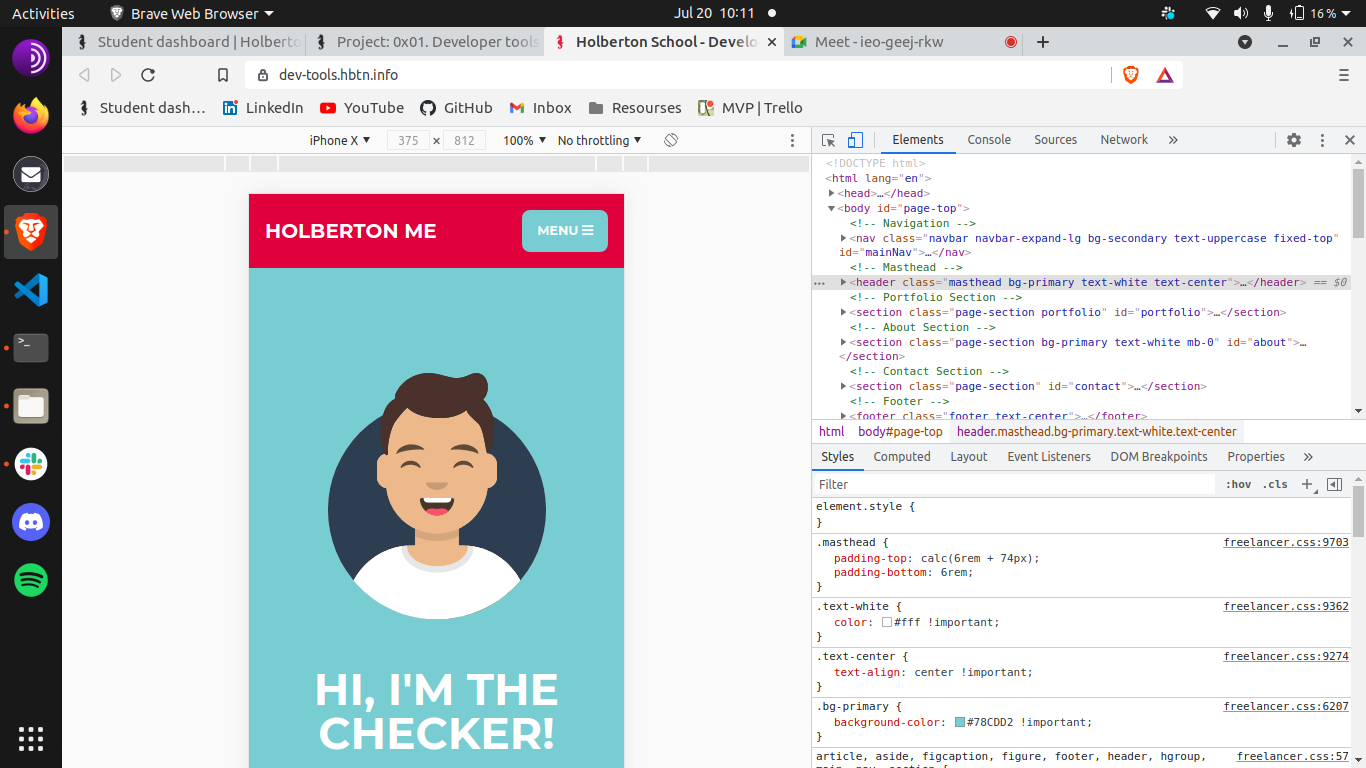 Activities
Brave Web Browser
Jul 20 10:11
16 %
Student dashboard | Holberto
Project: 0x01. Developer tools
Holberton School - Develo
Meet - ieo-geej-rkw
dev-tools.hbtn.info
Student dash…
LinkedIn
YouTube
GitHub
Inbox
Resourses
MVP | Trello
iPhone X
375 × 812
100%
No throttling
Elements
Console
Sources
Network
»
HOLBERTON ME
MENU
HI, I'M THE
CHECKER!
<!DOCTYPE html>
<html lang="en">
<head>…</head>
<body id="page-top">
<!-- Navigation -->
<nav class="navbar navbar-expand-lg bg-secondary text-uppercase fixed-top"
id="mainNav">…</nav>
<!-- Masthead -->
<header class="masthead bg-primary text-white text-center">…</header> == $0
<!-- Portfolio Section -->
<section class="page-section portfolio" id="portfolio">…</section>
<!-- About Section -->
<section class="page-section bg-primary text-white mb-0" id="about">…
</section>
<!-- Contact Section -->
<section class="page-section" id="contact">…</section>
<!-- Footer -->
<footer class="footer text-center">…</footer>
html
body#page-top
header.masthead.bg-primary.text-white.text-center
Styles
Computed
Layout
Event Listeners
DOM Breakpoints
Properties
»
Filter
:hov .cls +
element.style {
}
.masthead { freelancer.css:9703
padding-top: calc(6rem + 74px);
padding-bottom: 6rem;
}
.text-white { freelancer.css:9362
color: #fff !important;
}
.text-center { freelancer.css:9274
text-align: center !important;
}
.bg-primary { freelancer.css:6207
background-color: #78CDD2 !important;
}
article, aside, figcaption, figure, footer, header, hgroup, freelancer.css:57
main, nav, section {